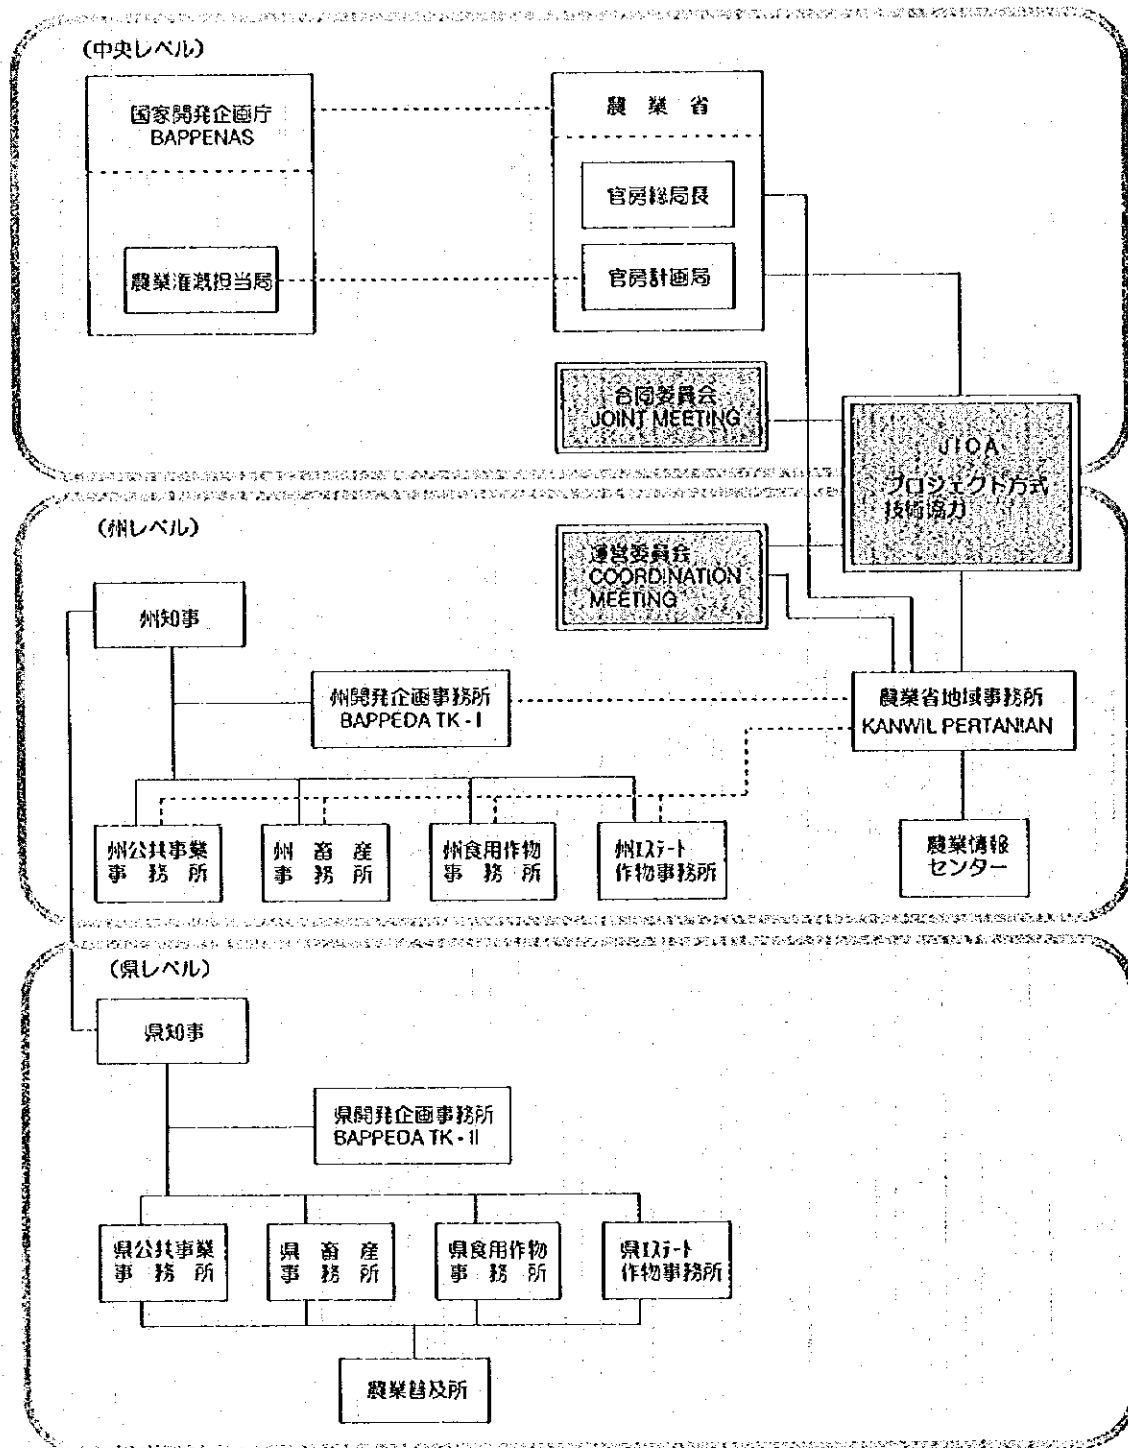 (中央レベル)
国家開発企画庁
BAPPENAS
農業省
官房総局長
農業潅漑担当局
官房計画局
合同委員会
JOINT MEETING
JICA
プロジェクト方式
技術協力
(州レベル)
運営委員会
COORDINATION
MEETING
州知事
州開発企画事務所
BAPPEDA TK - I
農業省地域事務所
KANWIL PERTANIAN
州公共事業
事務所
州畜産
事務所
州食用作物
事務所
州エステート
作物事務所
農業情報
センター
(県レベル)
県知事
県開発企画事務所
BAPPEDA TK - II
県公共事業
事務所
県畜産
事務所
県食用作物
事務所
県エステート
作物事務所
農業普及所